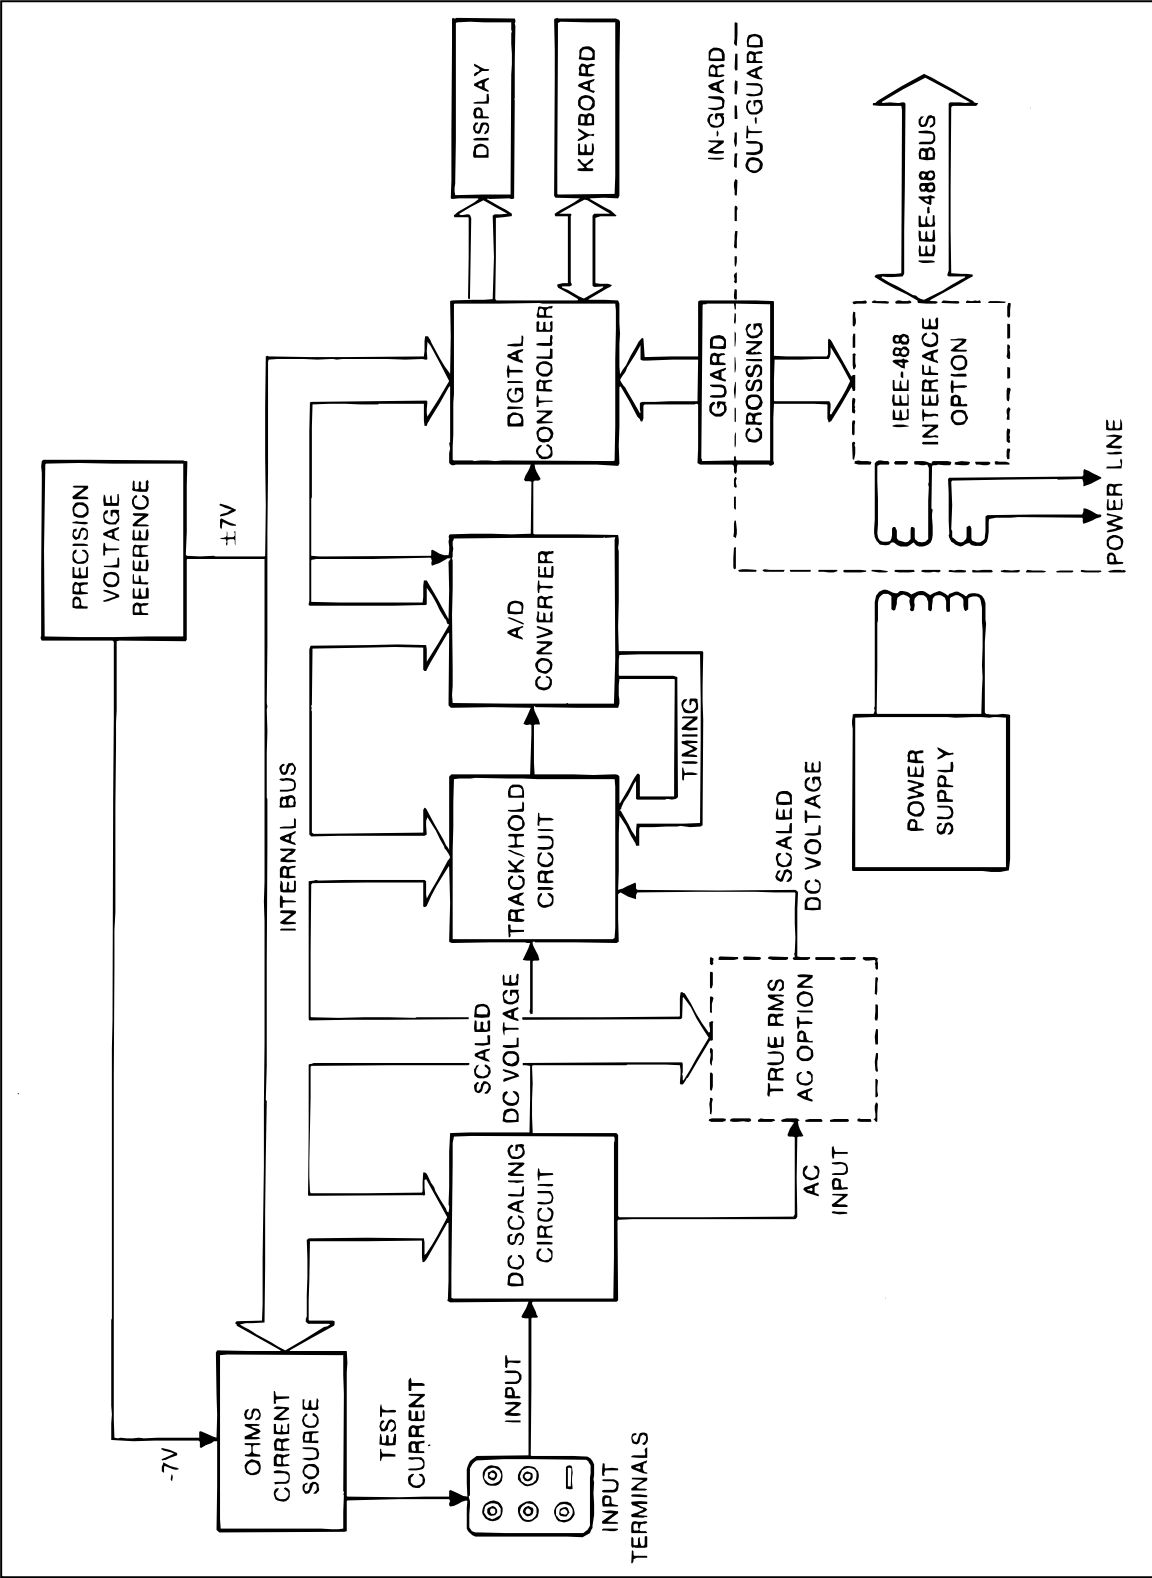 PRECISION
VOLTAGE
REFERENCE
±7V
-7V
OHMS
CURRENT
SOURCE
TEST
CURRENT
INPUT
TERMINALS
INPUT
INTERNAL BUS
DC SCALING
CIRCUIT
SCALED
DC VOLTAGE
TRACK/HOLD
CIRCUIT
A/D
CONVERTER
DIGITAL
CONTROLLER
DISPLAY
KEYBOARD
TIMING
AC
INPUT
TRUE RMS
AC OPTION
SCALED
DC VOLTAGE
IN-GUARD
OUT-GUARD
GUARD
CROSSING
IEEE-488
INTERFACE
OPTION
IEEE-488 BUS
POWER
SUPPLY
POWER LINE